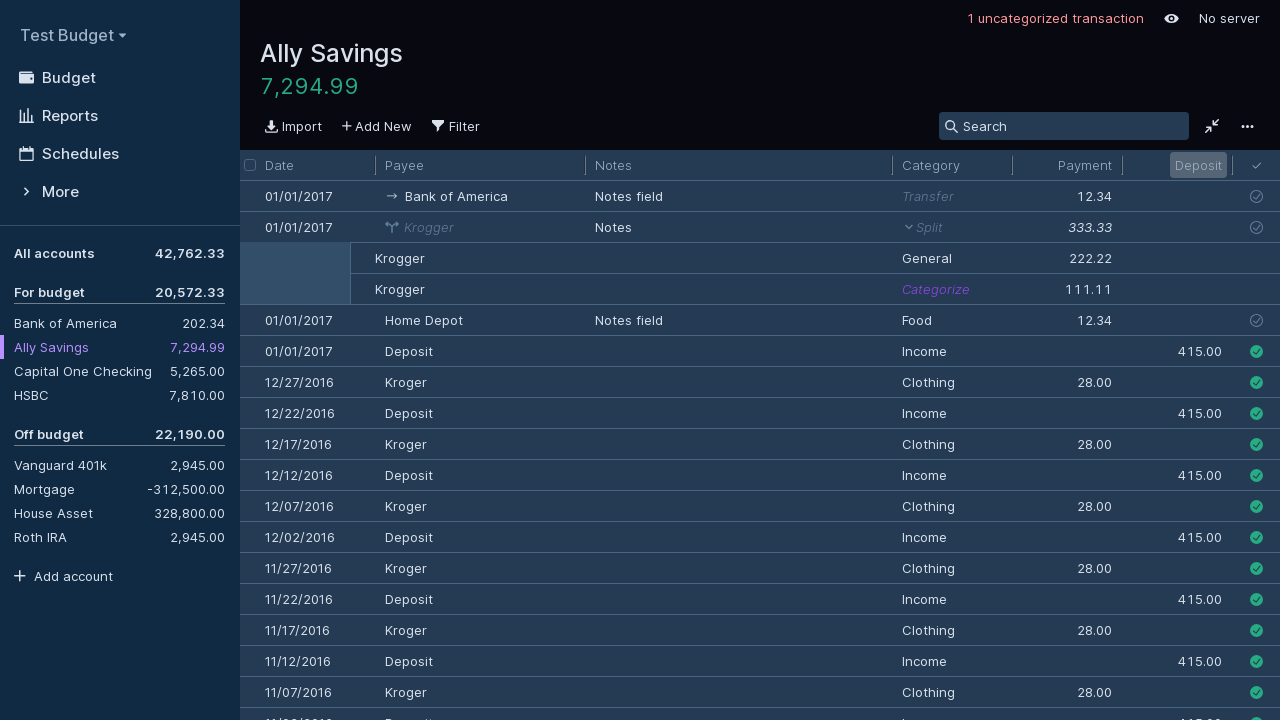 Test Budget
Budget
Reports
Schedules
More
All accounts 42,762.33
For budget 20,572.33
Bank of America 202.34
Ally Savings 7,294.99
Capital One Checking 5,265.00
HSBC 7,810.00
Off budget 22,190.00
Vanguard 401k 2,945.00
Mortgage -312,500.00
House Asset 328,800.00
Roth IRA 2,945.00
Add account
1 uncategorized transaction No server
Ally Savings
7,294.99
Import Add New Filter Search
Date Payee Notes Category Payment Deposit
01/01/2017 Bank of America Notes field Transfer 12.34
01/01/2017 Krogger Notes Split 333.33
Krogger General 222.22
Krogger Categorize 111.11
01/01/2017 Home Depot Notes field Food 12.34
01/01/2017 Deposit Income 415.00
12/27/2016 Kroger Clothing 28.00
12/22/2016 Deposit Income 415.00
12/17/2016 Kroger Clothing 28.00
12/12/2016 Deposit Income 415.00
12/07/2016 Kroger Clothing 28.00
12/02/2016 Deposit Income 415.00
11/27/2016 Kroger Clothing 28.00
11/22/2016 Deposit Income 415.00
11/17/2016 Kroger Clothing 28.00
11/12/2016 Deposit Income 415.00
11/07/2016 Kroger Clothing 28.00